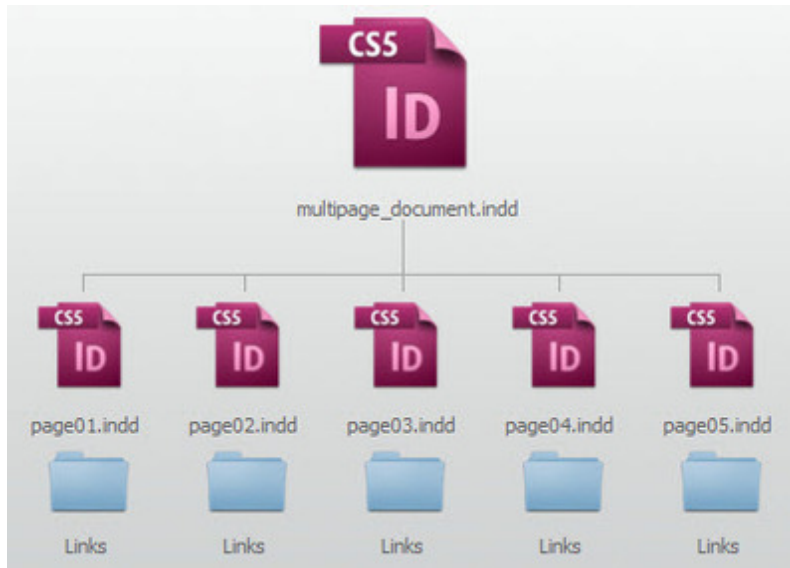 CS5
ID
multipage_document.indd
CS5 CS5 CS5 CS5 CS5
ID ID ID ID ID
page01.indd page02.indd page03.indd page04.indd page05.indd
Links Links Links Links Links